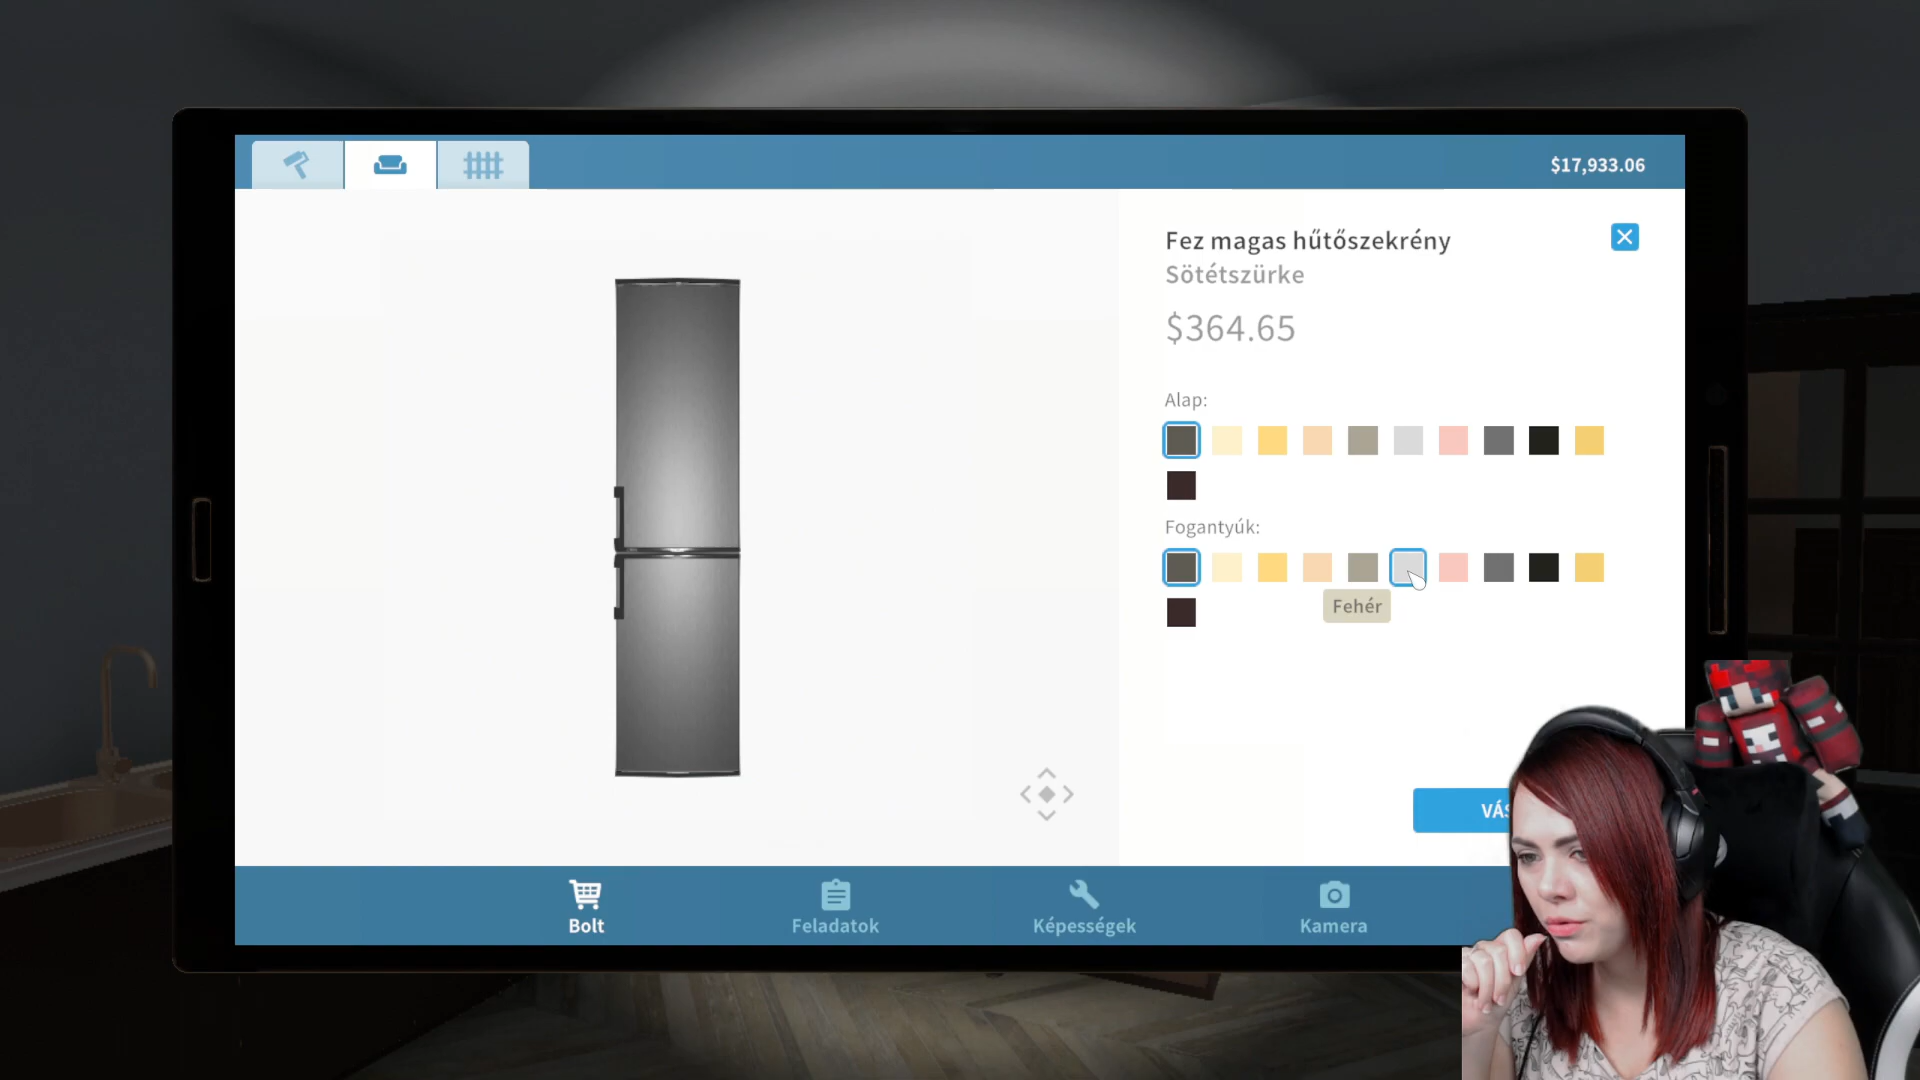 $17,933.06
Fez magas hűtőszekrény
Sötétszürke
$364.65
Alap:
Fogantyúk:
Fehér
Bolt
Feladatok
Képességek
Kamera